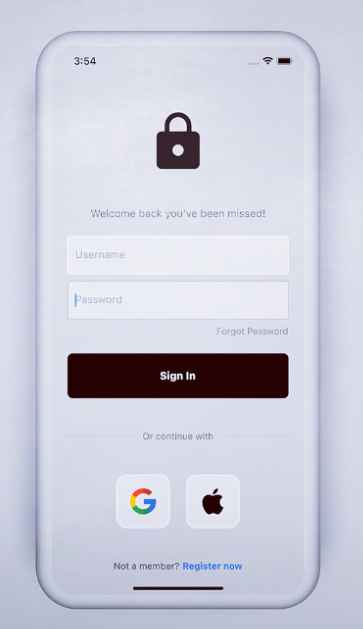 3:54
Welcome back you've been missed!
Username
Password
Forgot Password
Sign In
Or continue with
Not a member? Register now